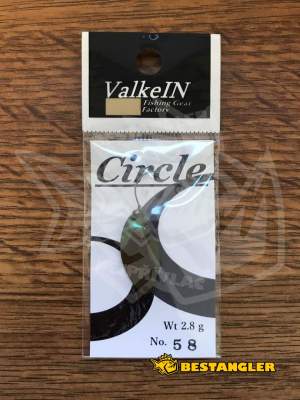 ValkeIN
Fishing Gear
Factory
Circle
Wt 2.8 g
No. 58
BESTANGLER